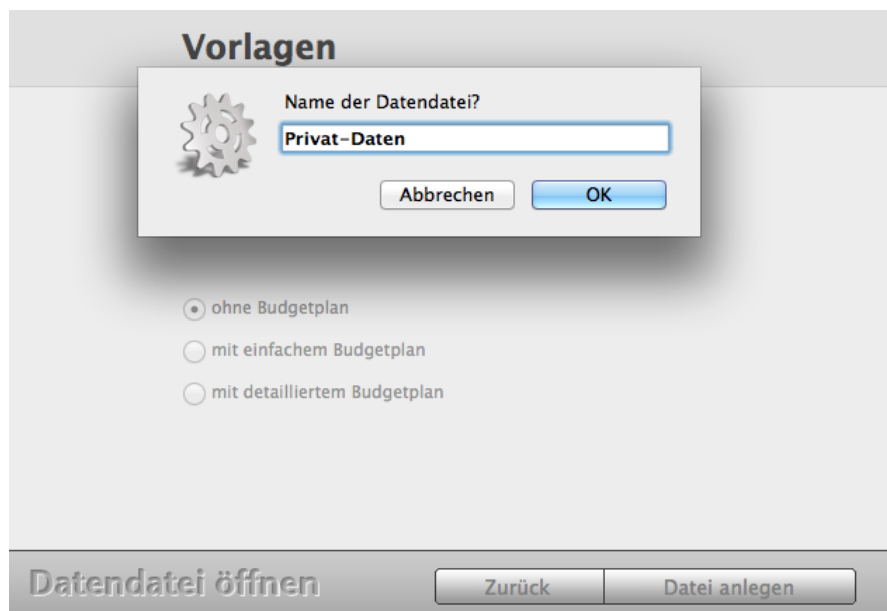 Vorlagen
Name der Datendatei?
Privat-Daten
Abbrechen OK
ohne Budgetplan
mit einfachem Budgetplan
mit detailliertem Budgetplan
Datendatei öffnen Zurück Datei anlegen